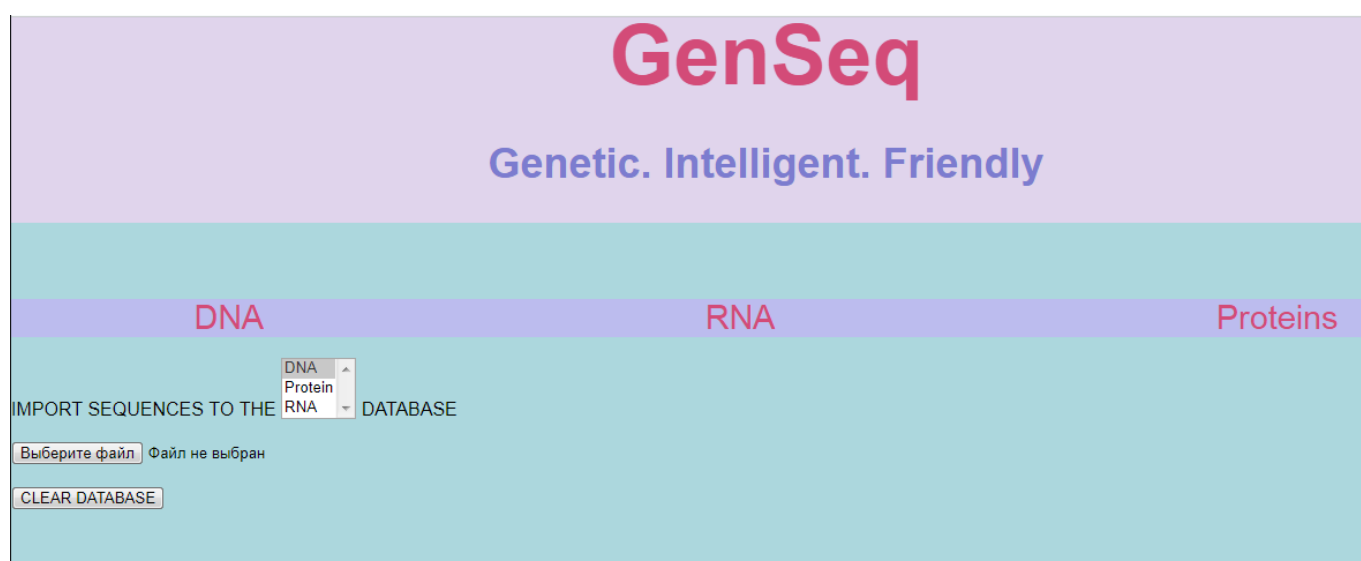 GenSeq
Genetic. Intelligent. Friendly
DNA RNA Proteins
DNA
Protein
IMPORT SEQUENCES TO THE RNA DATABASE
Выберите файл Файл не выбран
CLEAR DATABASE